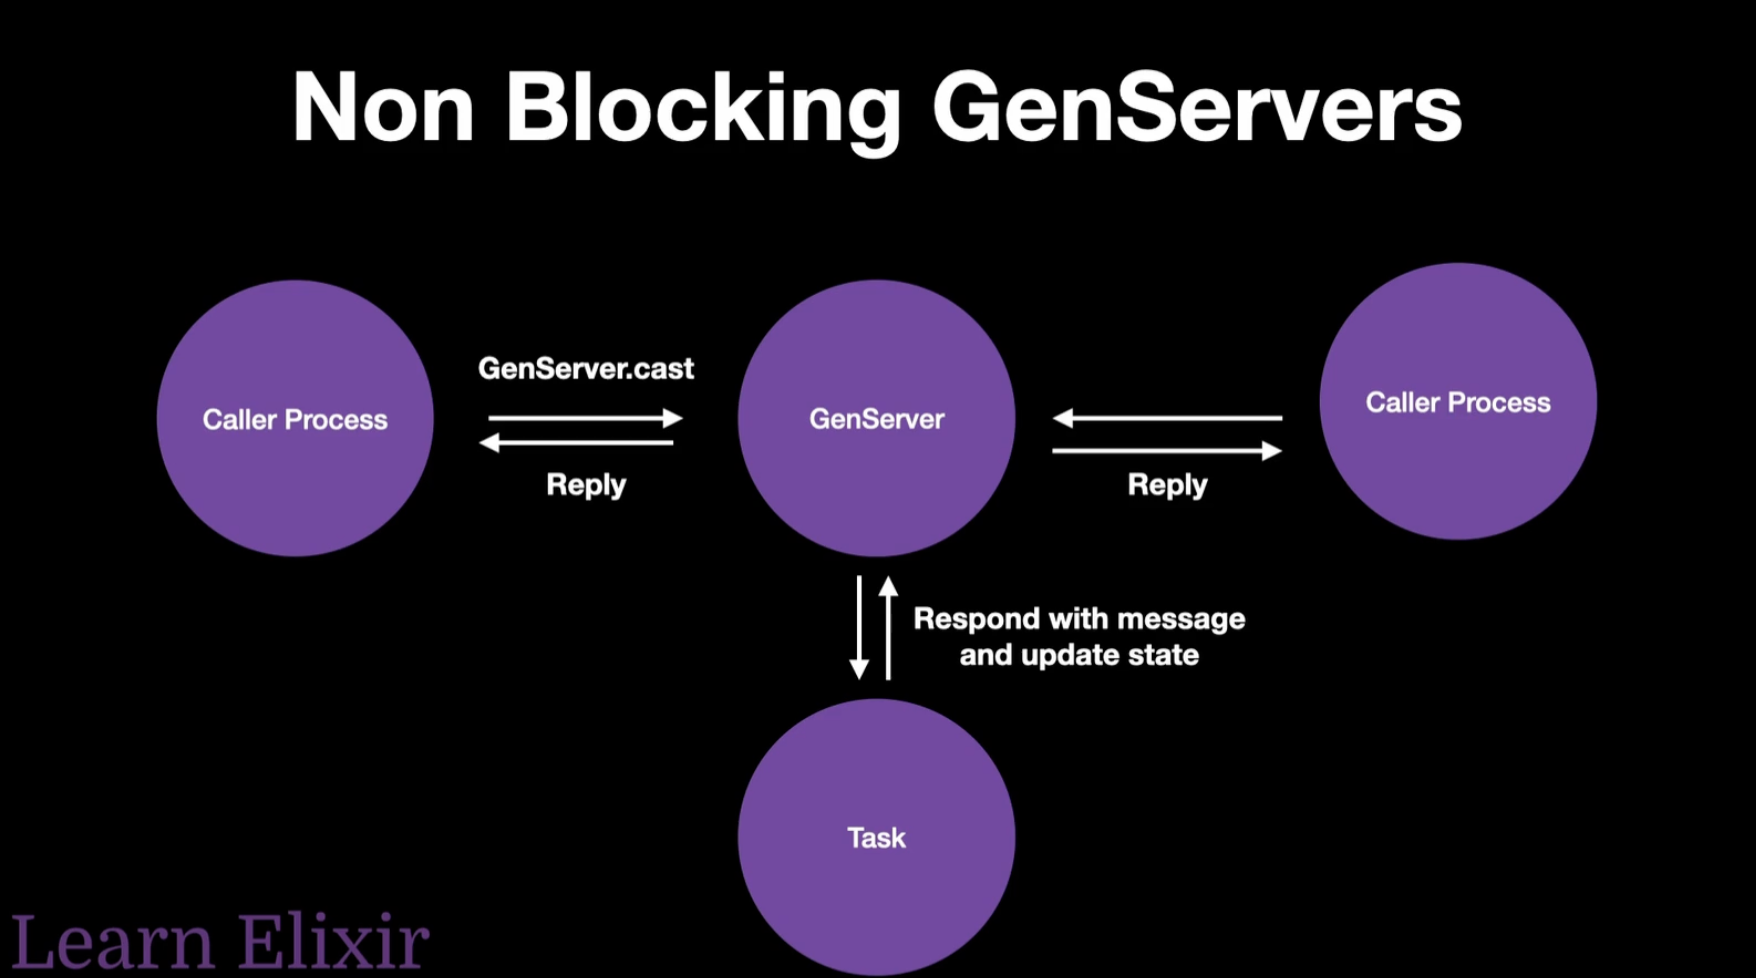 Non Blocking GenServers
Caller Process
GenServer.cast
Reply
GenServer
Reply
Caller Process
Respond with message
and update state
Task
Learn Elixir